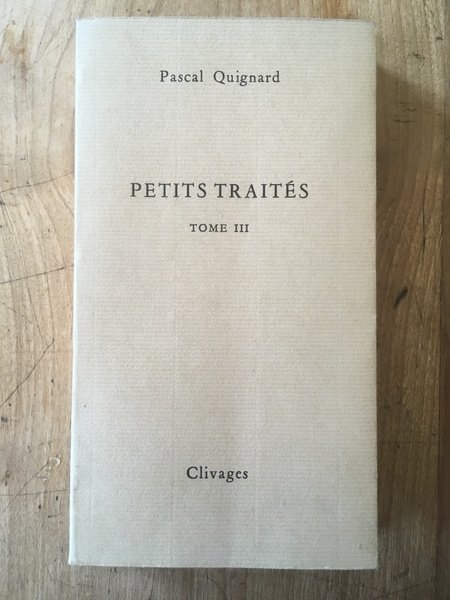 Pascal Quignard
PETITS TRAITÉS
TOME III
Clivages